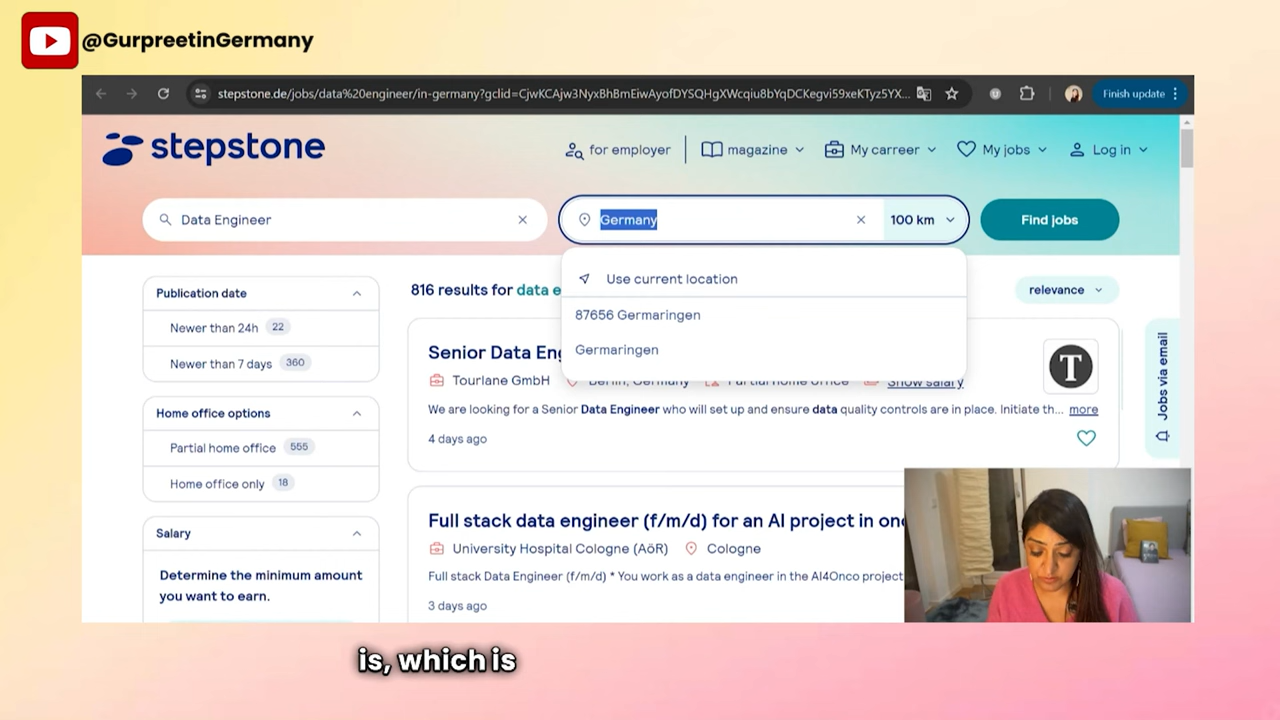 @GurpreetinGermany
stepstone.de/jobs/data%20engineer/in-germany?gclid=CjwKCAjw3NyxBhBmEiwAyofDYSQHgXWcqiu8bYqDCKegvi59xeKTyz5YX...
Finish update
stepstone
for employer
magazine
My carreer
My jobs
Log in
Data Engineer
Germany
100 km
Find jobs
Use current location
87656 Germaringen
Germaringen
Publication date
Newer than 24h 22
Newer than 7 days 360
Home office options
Partial home office 555
Home office only 18
Salary
Determine the minimum amount
you want to earn.
816 results for data e
relevance
Senior Data Eng
Tourlane GmbH Berlin, Germany Partial home office Show salary
We are looking for a Senior Data Engineer who will set up and ensure data quality controls are in place. Initiate th... more
4 days ago
T
Jobs via email
Full stack data engineer (f/m/d) for an AI project in onc
University Hospital Cologne (AöR) Cologne
Full stack Data Engineer (f/m/d) * You work as a data engineer in the AI4Onco project
3 days ago
is, which is